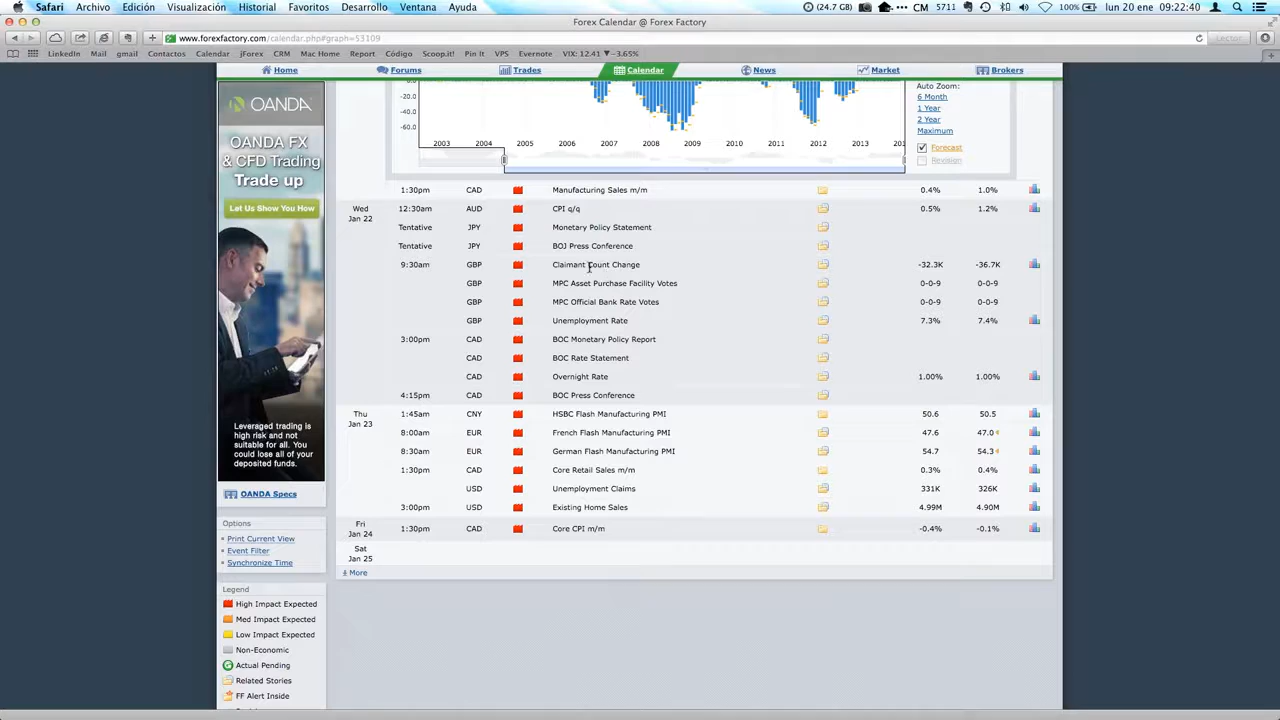 Safari Archivo Edición Visualización Historial Favoritos Desarrollo Ventana Ayuda (24.7 GB) CM 5711 100% lun 20 ene 09:22:40
Forex Calendar @ Forex Factory
www.forexfactory.com/calendar.php#graph=53109 Lector
LinkedIn Mab gmail Contactos Calendar jForex CRM Mac Home Report Código Scoop.it! Pin It VPS Evernote VIX: 12.41 ▼ -3.65%
Home Forums Trades Calendar News Market Brokers
OANDA
OANDA FX
& CFD Trading
Trade up
Let Us Show You How
Leveraged trading is
high risk and not
suitable for all. You
could lose all of your
deposited funds.
OANDA Specs
Options
Print Current View
Event Filter
Synchronize Time
Legend
High Impact Expected
Med Impact Expected
Low Impact Expected
Non-Economic
Actual Pending
Related Stories
FF Alert Inside
-20.0
-40.0
-60.0
2003 2004 2005 2006 2007 2008 2009 2010 2011 2012 2013 201
Auto Zoom:
6 Month
1 Year
2 Year
Maximum
Forecast
Revision
1:30pm CAD Manufacturing Sales m/m 0.4% 1.0%
Wed Jan 22 12:30am AUD CPI q/q 0.5% 1.2%
Tentative JPY Monetary Policy Statement
Tentative JPY BOJ Press Conference
9:30am GBP Claimant Count Change -32.3K -36.7K
GBP MPC Asset Purchase Facility Votes 0-0-9 0-0-9
GBP MPC Official Bank Rate Votes 0-0-9 0-0-9
GBP Unemployment Rate 7.3% 7.4%
3:00pm CAD BOC Monetary Policy Report
CAD BOC Rate Statement
CAD Overnight Rate 1.00% 1.00%
4:15pm CAD BOC Press Conference
Thu Jan 23 1:45am CNY HSBC Flash Manufacturing PMI 50.6 50.5
8:00am EUR French Flash Manufacturing PMI 47.6 47.0
8:30am EUR German Flash Manufacturing PMI 54.7 54.3
1:30pm CAD Core Retail Sales m/m 0.3% 0.4%
USD Unemployment Claims 331K 326K
3:00pm USD Existing Home Sales 4.99M 4.90M
Fri Jan 24 1:30pm CAD Core CPI m/m -0.4% -0.1%
Sat Jan 25
More